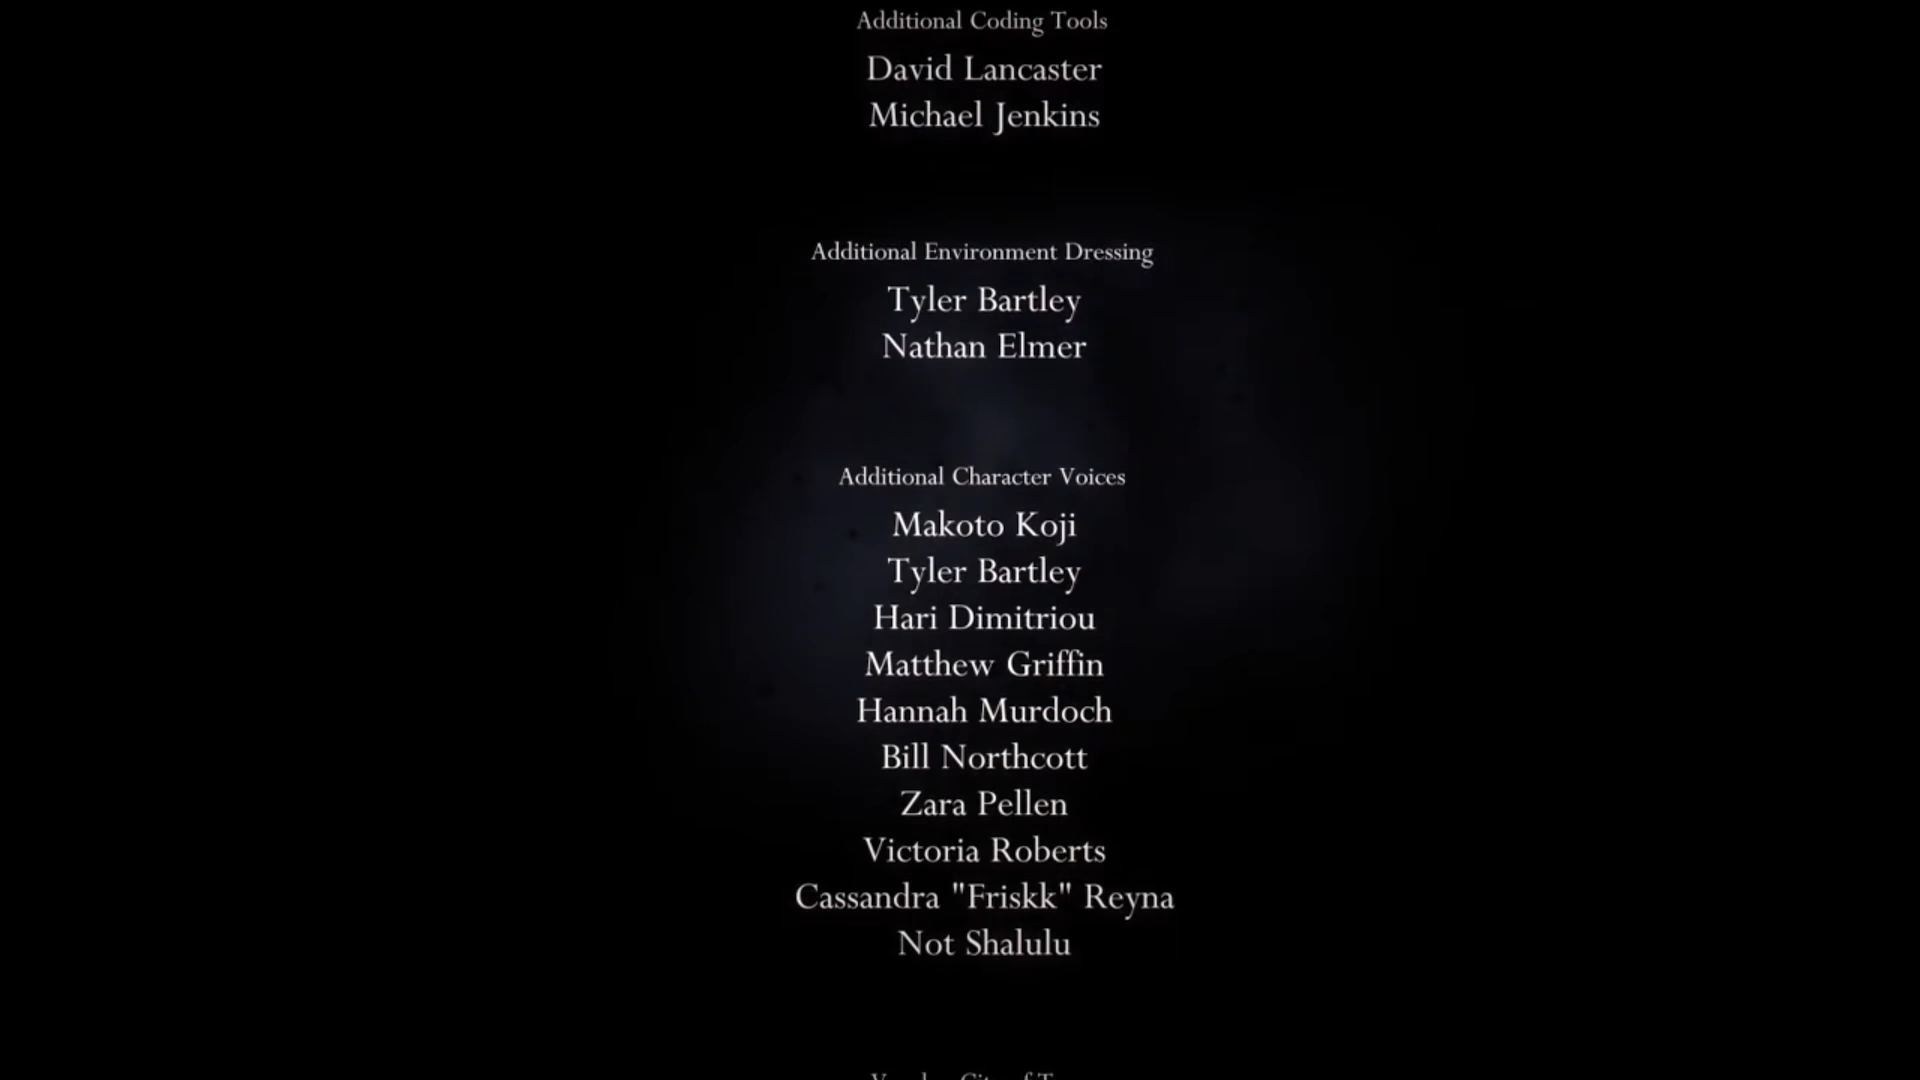 Additional Coding Tools
David Lancaster
Michael Jenkins
Additional Environment Dressing
Tyler Bartley
Nathan Elmer
Additional Character Voices
Makoto Koji
Tyler Bartley
Hari Dimitriou
Matthew Griffin
Hannah Murdoch
Bill Northcott
Zara Pellen
Victoria Roberts
Cassandra "Friskk" Reyna
Not Shalulu